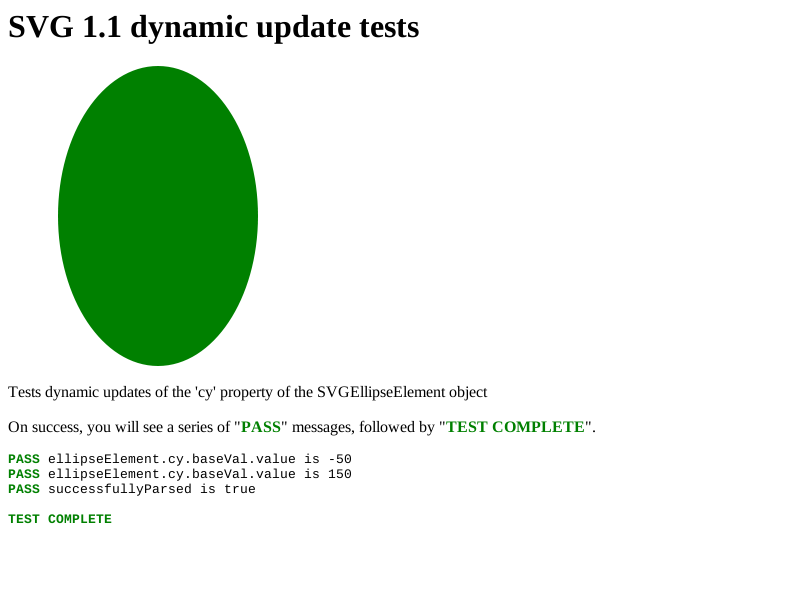 SVG 1.1 dynamic update tests
Tests dynamic updates of the 'cy' property of the SVGEllipseElement object
On success, you will see a series of "PASS" messages, followed by "TEST COMPLETE".
PASS ellipseElement.cy.baseVal.value is -50
PASS ellipseElement.cy.baseVal.value is 150
PASS successfullyParsed is true
TEST COMPLETE